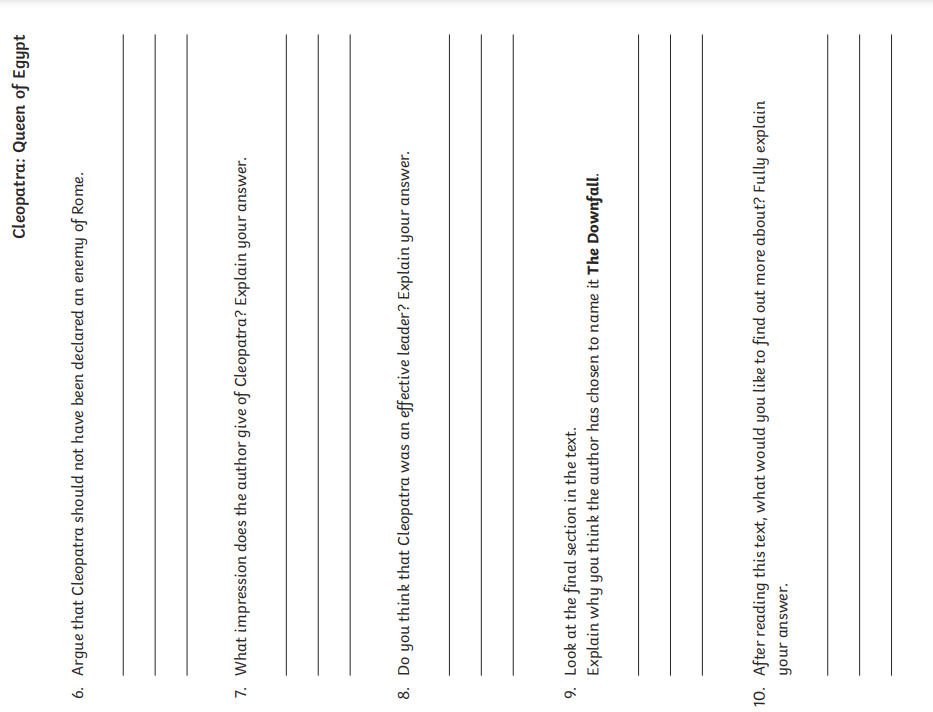 Cleopatra: Queen of Egypt
6. Argue that Cleopatra should not have been declared an enemy of Rome.
7. What impression does the author give of Cleopatra? Explain your answer.
8. Do you think that Cleopatra was an effective leader? Explain your answer.
9. Look at the final section in the text.
Explain why you think the author has chosen to name it The Downfall.
10. After reading this text, what would you like to find out more about? Fully explain
your answer.